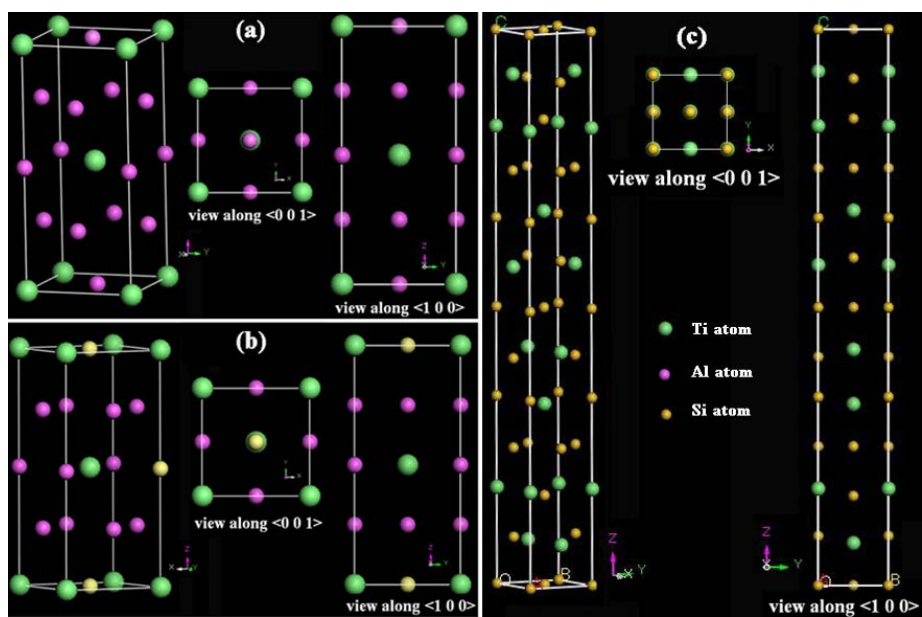 (a)
view along <0 0 1>
Y
X
X
Y
Z
X
Y
view along <1 0 0>
(b)
view along <0 0 1>
Y
X
Z
X
Y
Z
Y
view along <1 0 0>
(c)
C
view along <0 0 1>
Y
X
Ti atom
Al atom
Si atom
O
B
Z
X
Y
C
Z
X
Y
B
view along <1 0 0>